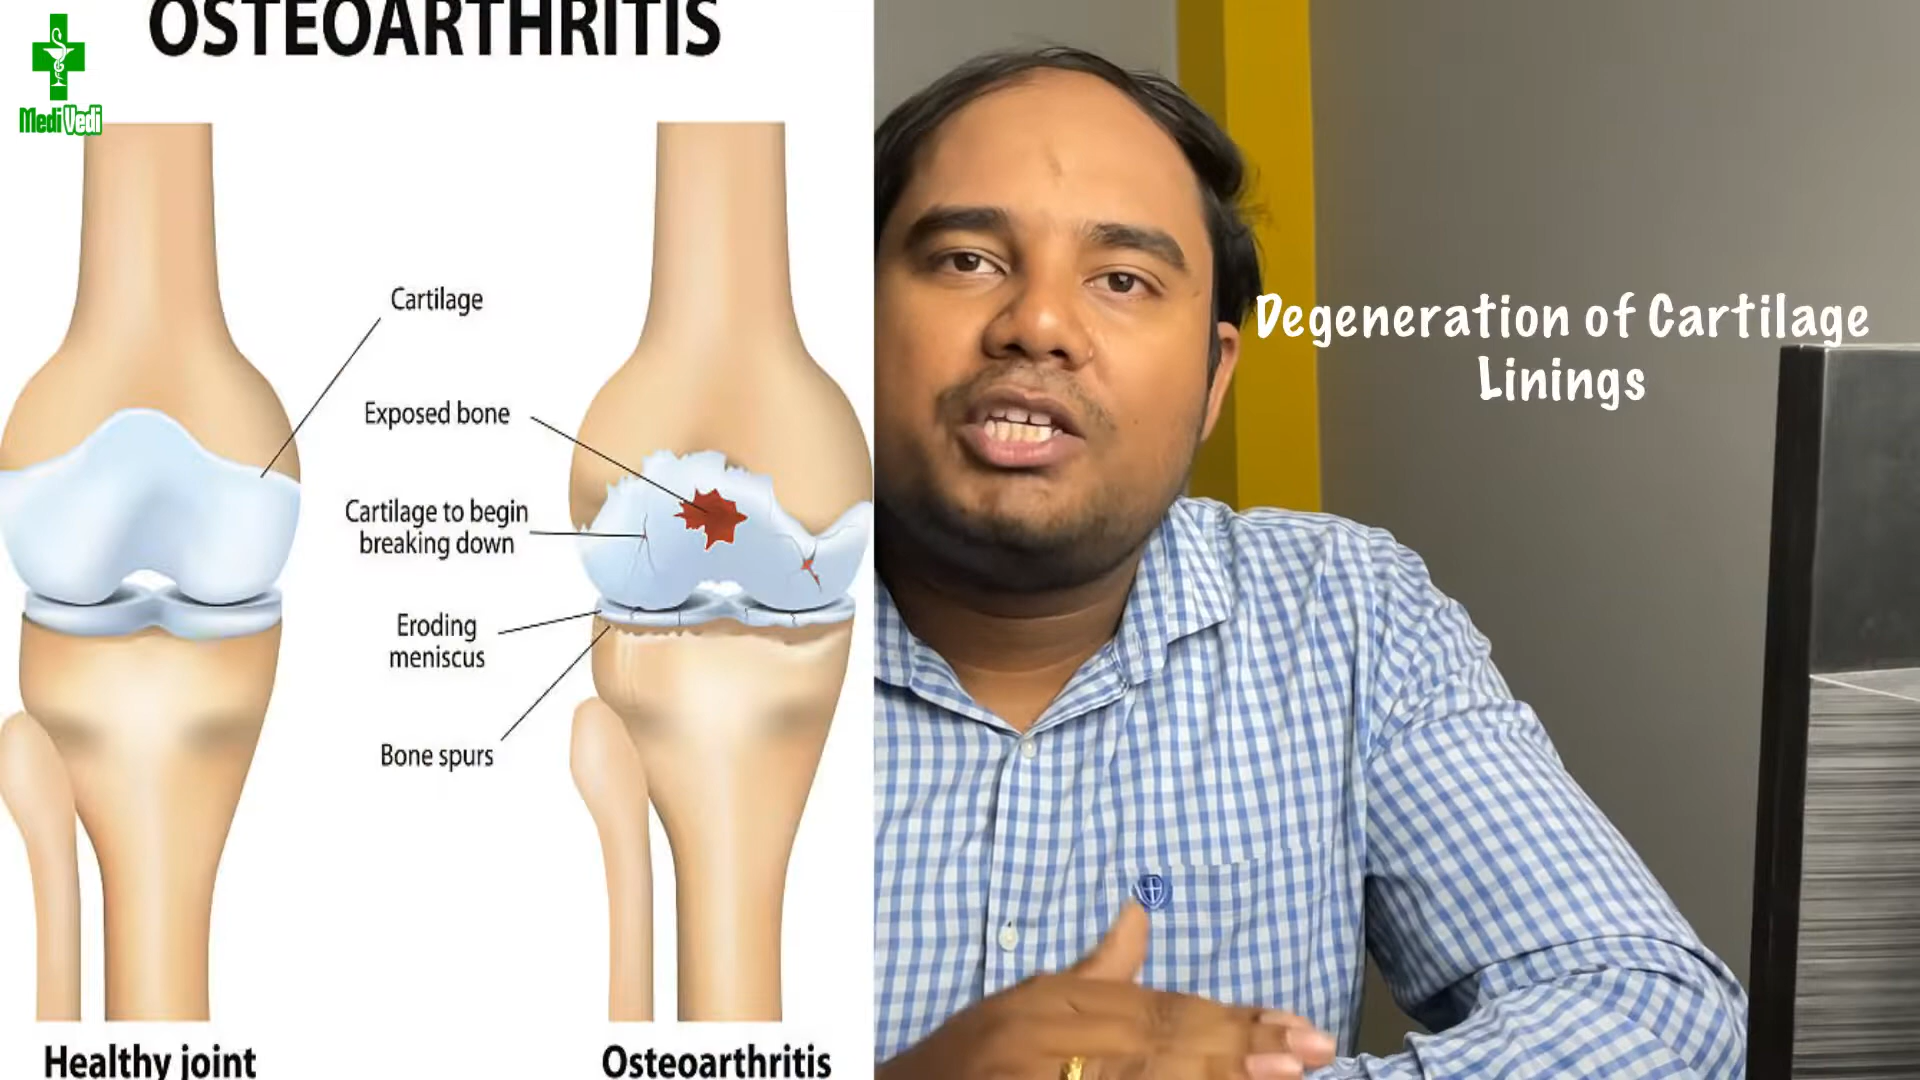 OSTEOARTHRITIS
MediVedi
Cartilage
Exposed bone
Cartilage to begin
breaking down
Eroding
meniscus
Bone spurs
Healthy joint
Osteoarthritis
Degeneration of Cartilage
Linings